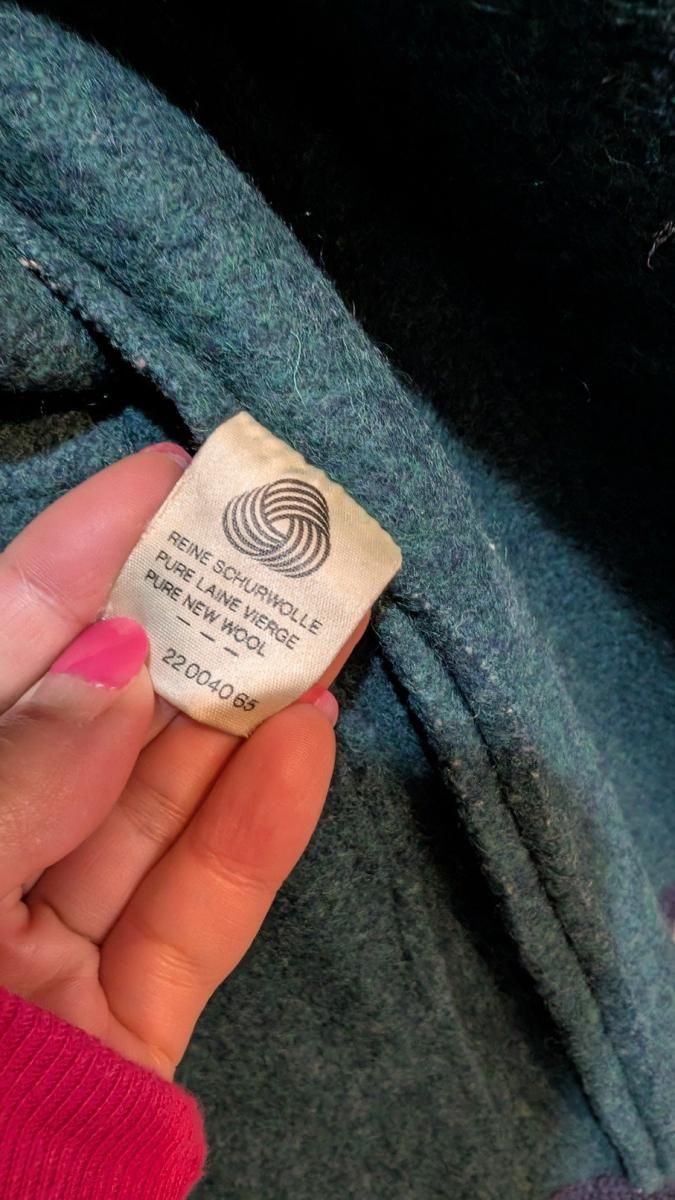 REINE SCHURWOLLE
PURE LAINE VIERGE
PURE NEW WOOL
— — —
22 0040 65